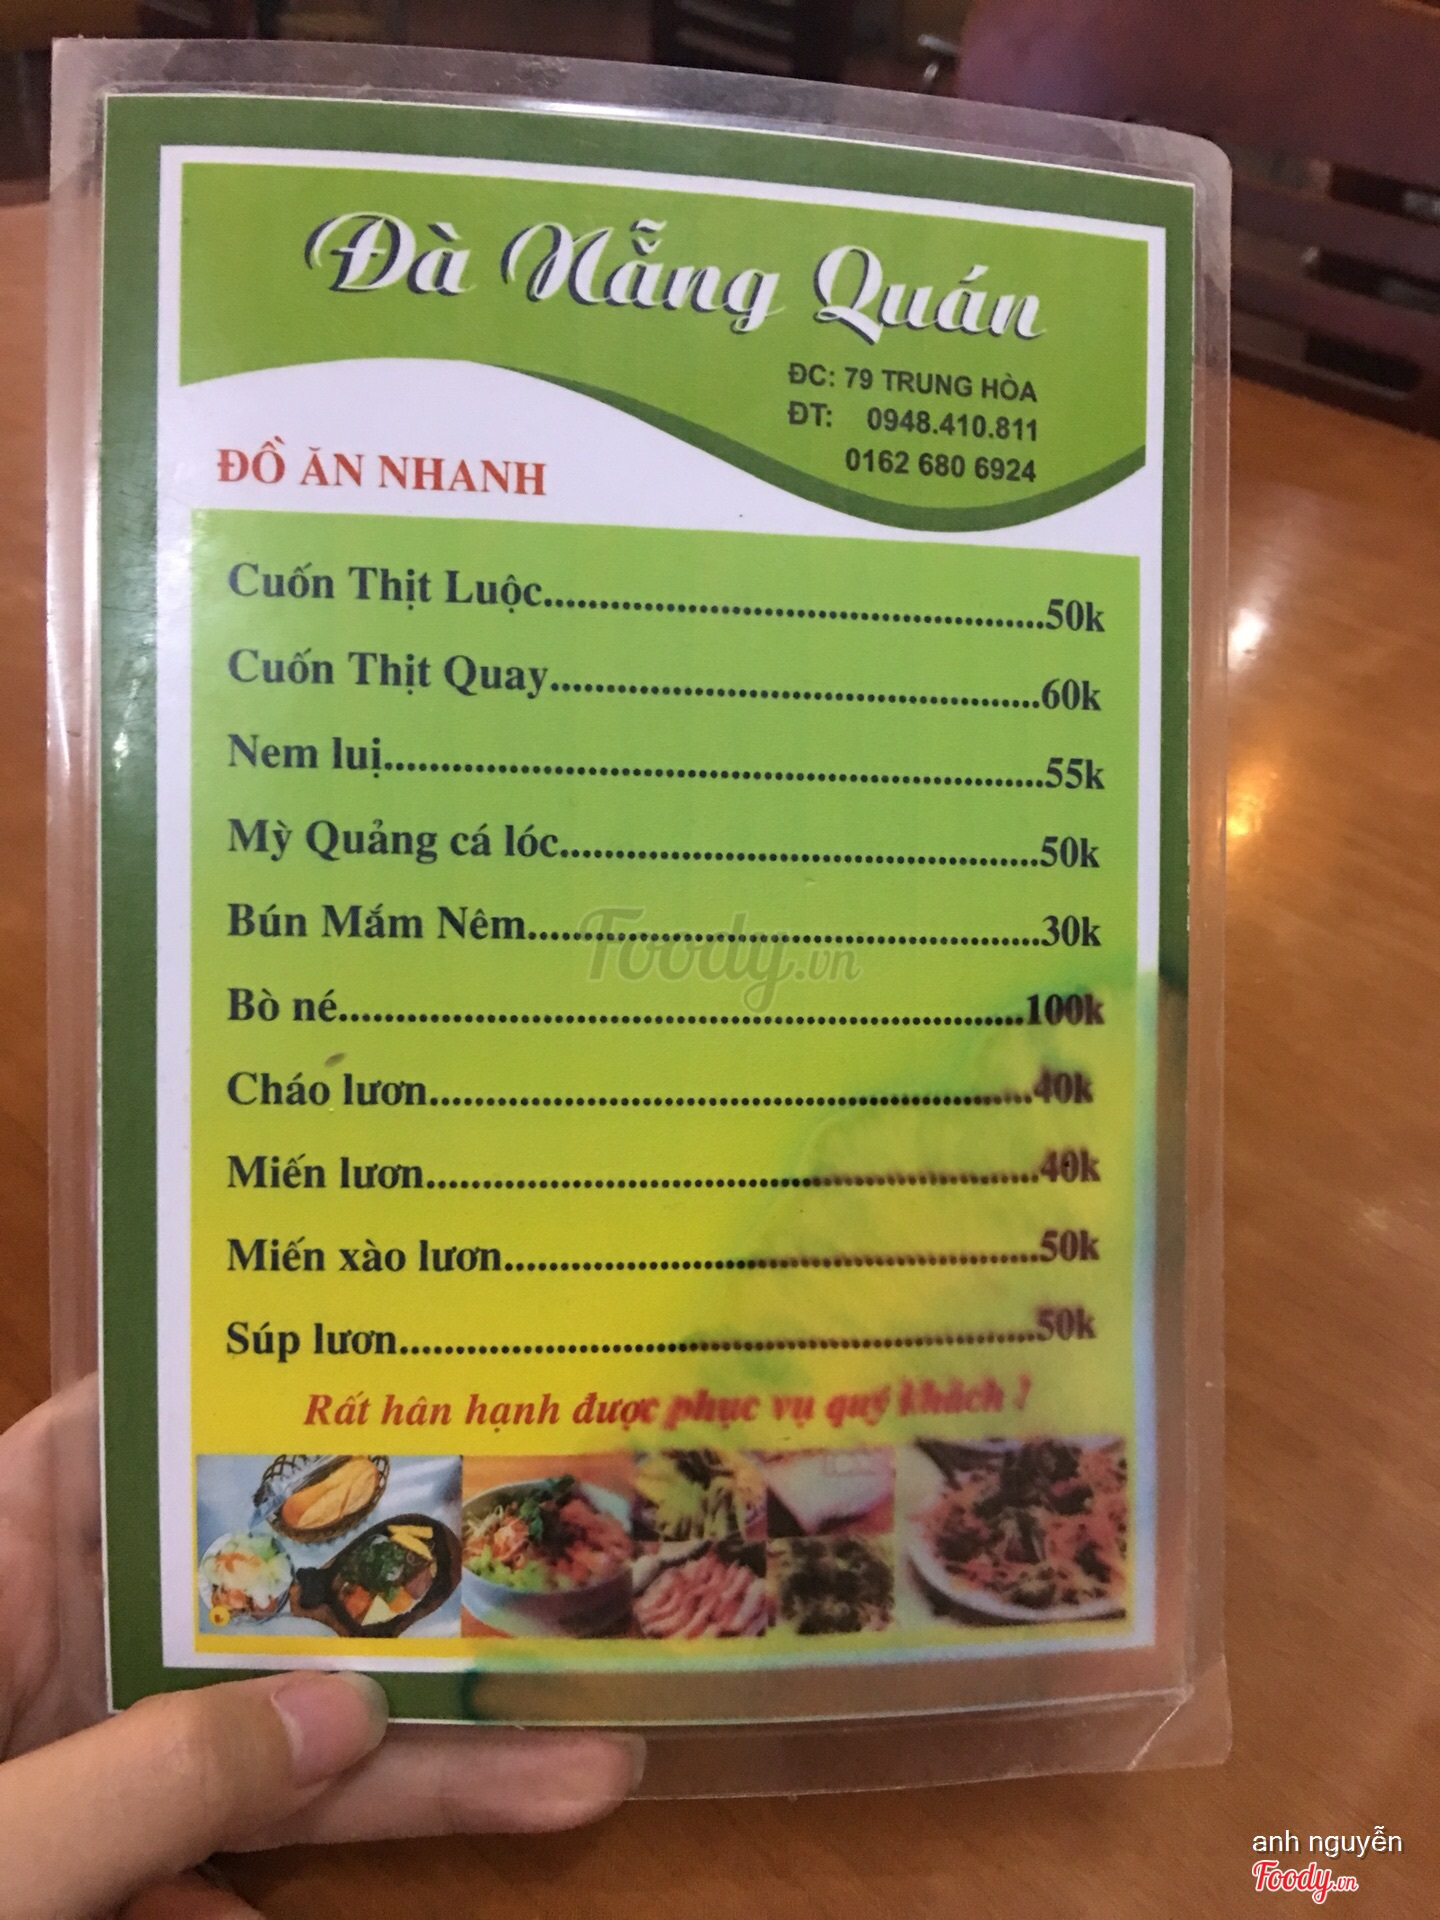 Đà Nẵng Quán
ĐC: 79 TRUNG HÒA
ĐT: 0948.410.811
0162 680 6924
ĐỒ ĂN NHANH
Cuốn Thịt Luộc....................................................50k
Cuốn Thịt Quay...................................................60k
Nem lụi....................................................................55k
Mỳ Quảng cá lóc..................................................50k
Bún Mắm Nêm.....................................................30k
Bò né.......................................................................100k
Cháo lươn...............................................................40k
Miến lươn................................................................40k
Miến xào lươn........................................................50k
Súp lươn..................................................................50k
Rất hân hạnh được phục vụ quý khách !
Foody.vn
anh nguyễn
Foody.vn